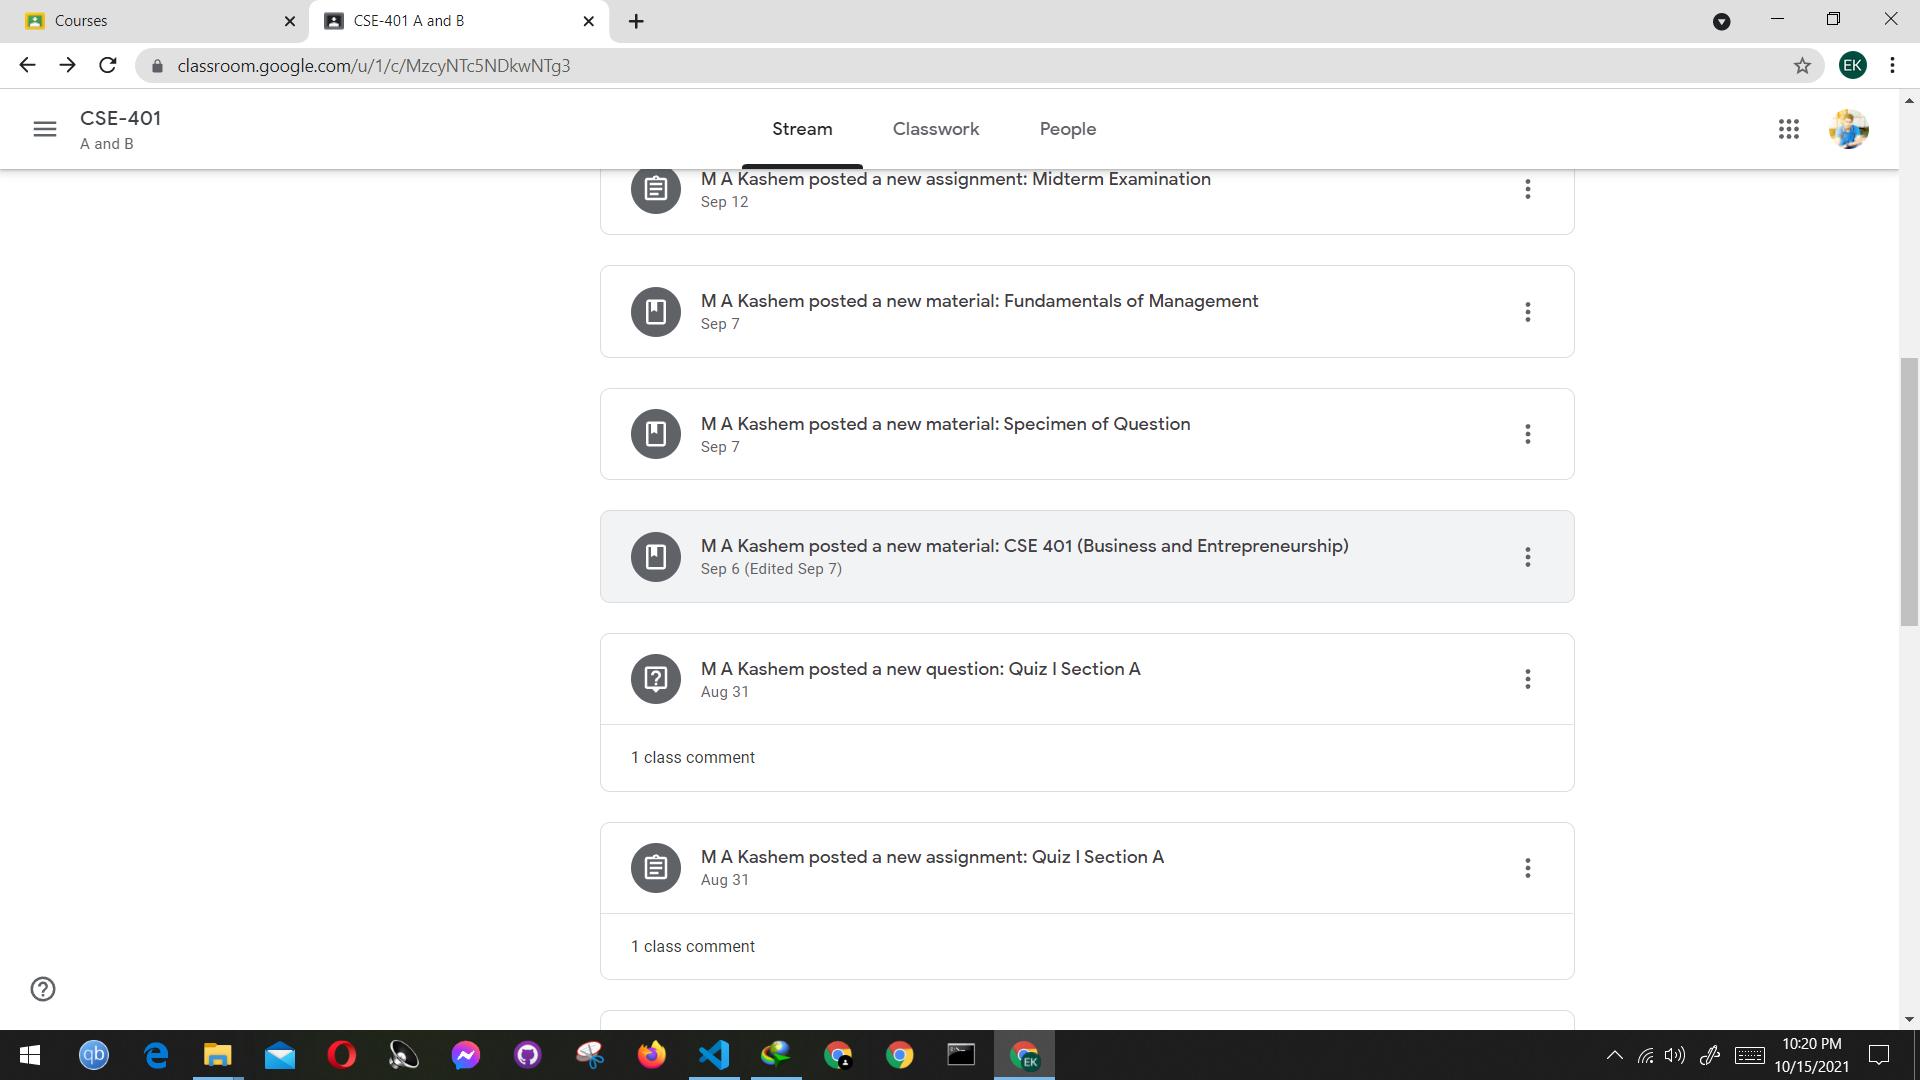 Courses
CSE-401 A and B
classroom.google.com/u/1/c/MzcyNTc5NDkwNTg3
EK
CSE-401
A and B
Stream
Classwork
People
M A Kashem posted a new assignment: Midterm Examination
Sep 12
M A Kashem posted a new material: Fundamentals of Management
Sep 7
M A Kashem posted a new material: Specimen of Question
Sep 7
M A Kashem posted a new material: CSE 401 (Business and Entrepreneurship)
Sep 6 (Edited Sep 7)
M A Kashem posted a new question: Quiz I Section A
Aug 31
1 class comment
M A Kashem posted a new assignment: Quiz I Section A
Aug 31
1 class comment
qb
EK
10:20 PM
10/15/2021